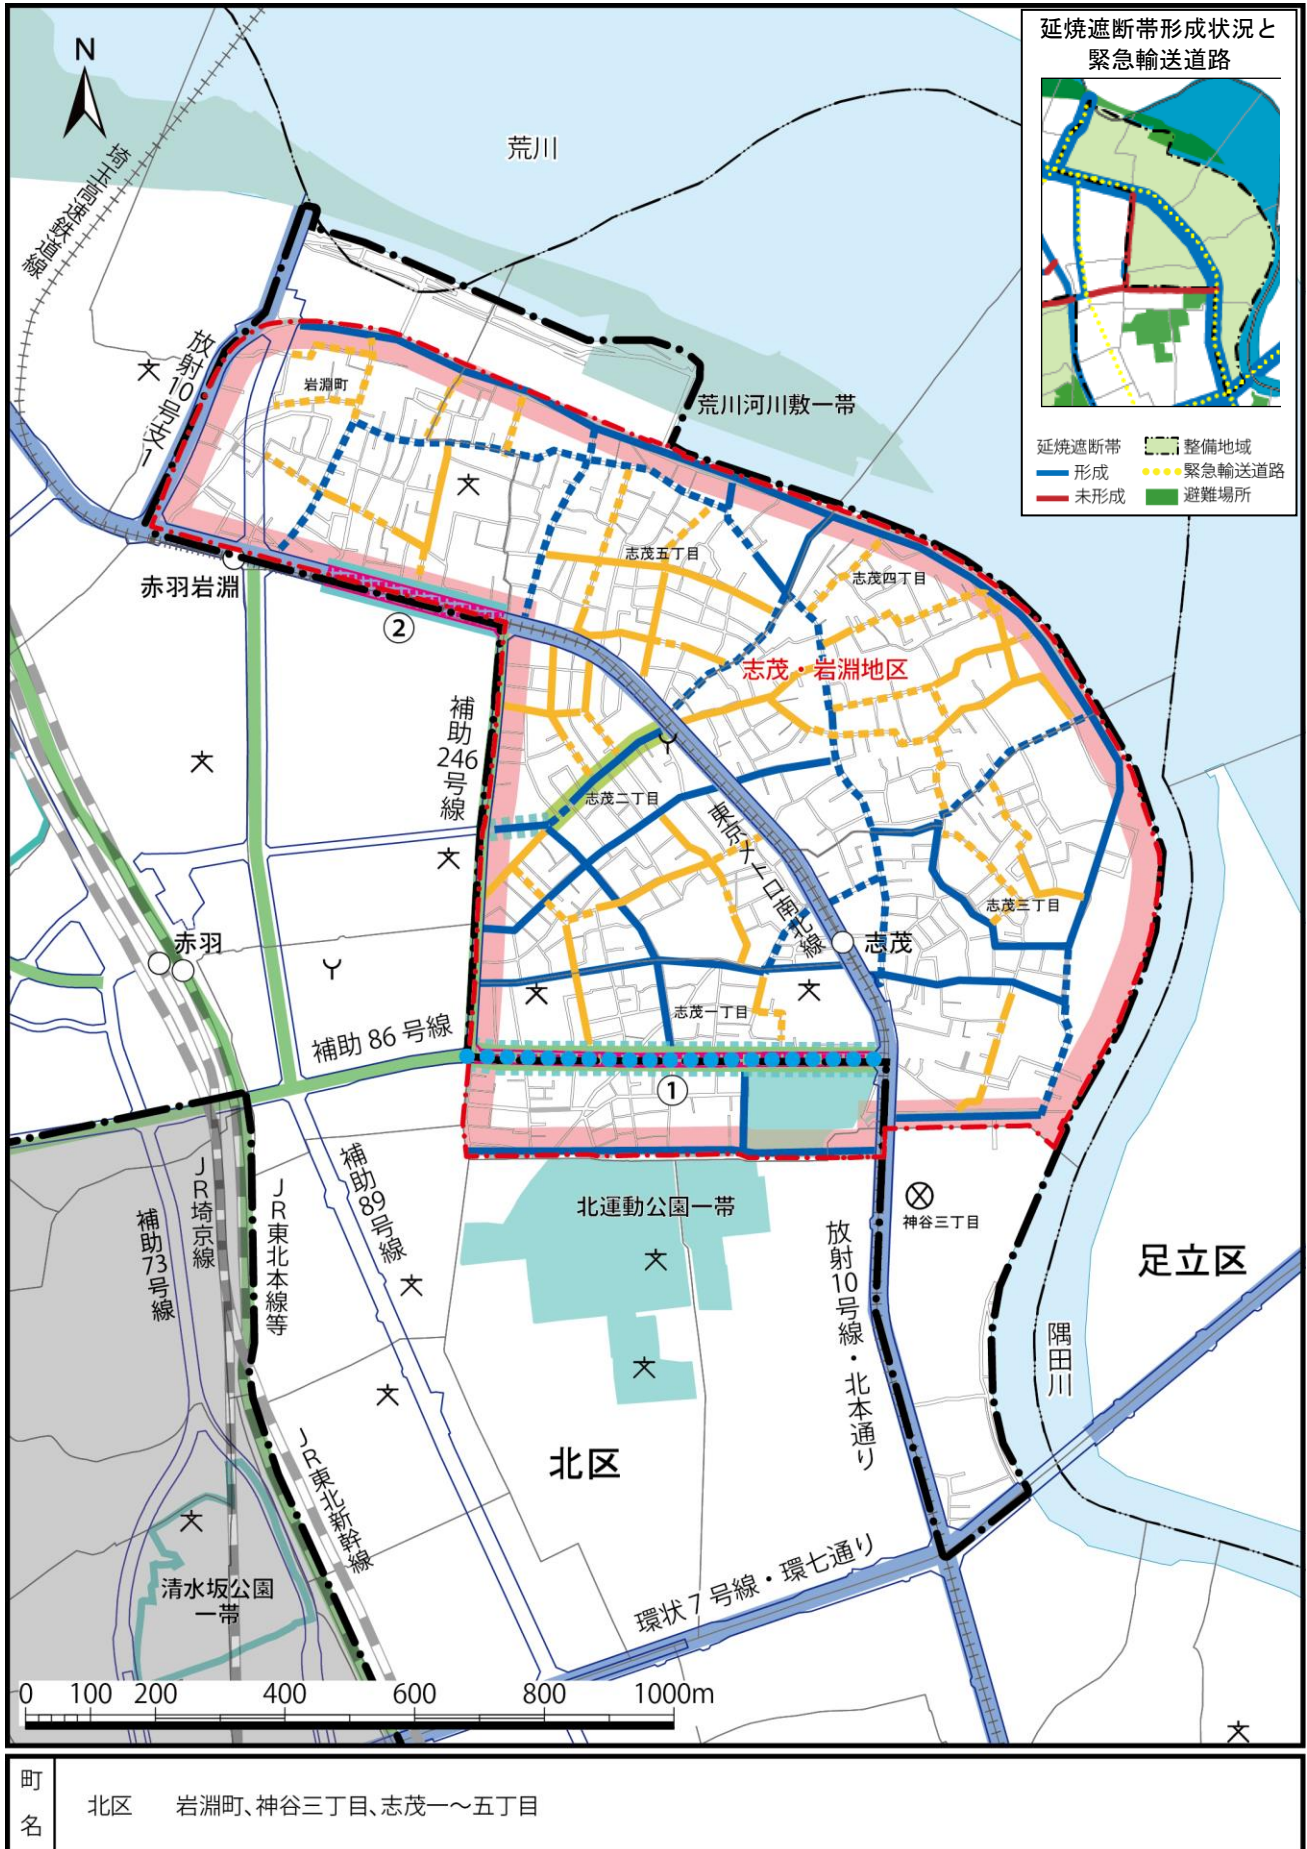 延焼遮断帯形成状況と
緊急輸送道路
延焼遮断帯
形成
未形成
整備地域
緊急輸送道路
避難場所
N
荒川
埼玉高速鉄道線
放射10号支1
岩淵町
荒川河川敷一帯
志茂五丁目
志茂四丁目
赤羽岩淵
②
志茂・岩淵地区
補助246号線
志茂二丁目
東京メトロ南北線
志茂三丁目
赤羽
志茂
志茂一丁目
補助 86 号線
①
補助89号線
JR埼京線
JR東北本線等
補助73号線
北運動公園一帯
神谷三丁目
放射10号線・北本通り
足立区
隅田川
北区
JR東北新幹線
清水坂公園
一帯
環状 7 号線・環七通り
0 100 200 400 600 800 1000m
町名
北区 岩淵町、神谷三丁目、志茂一～五丁目